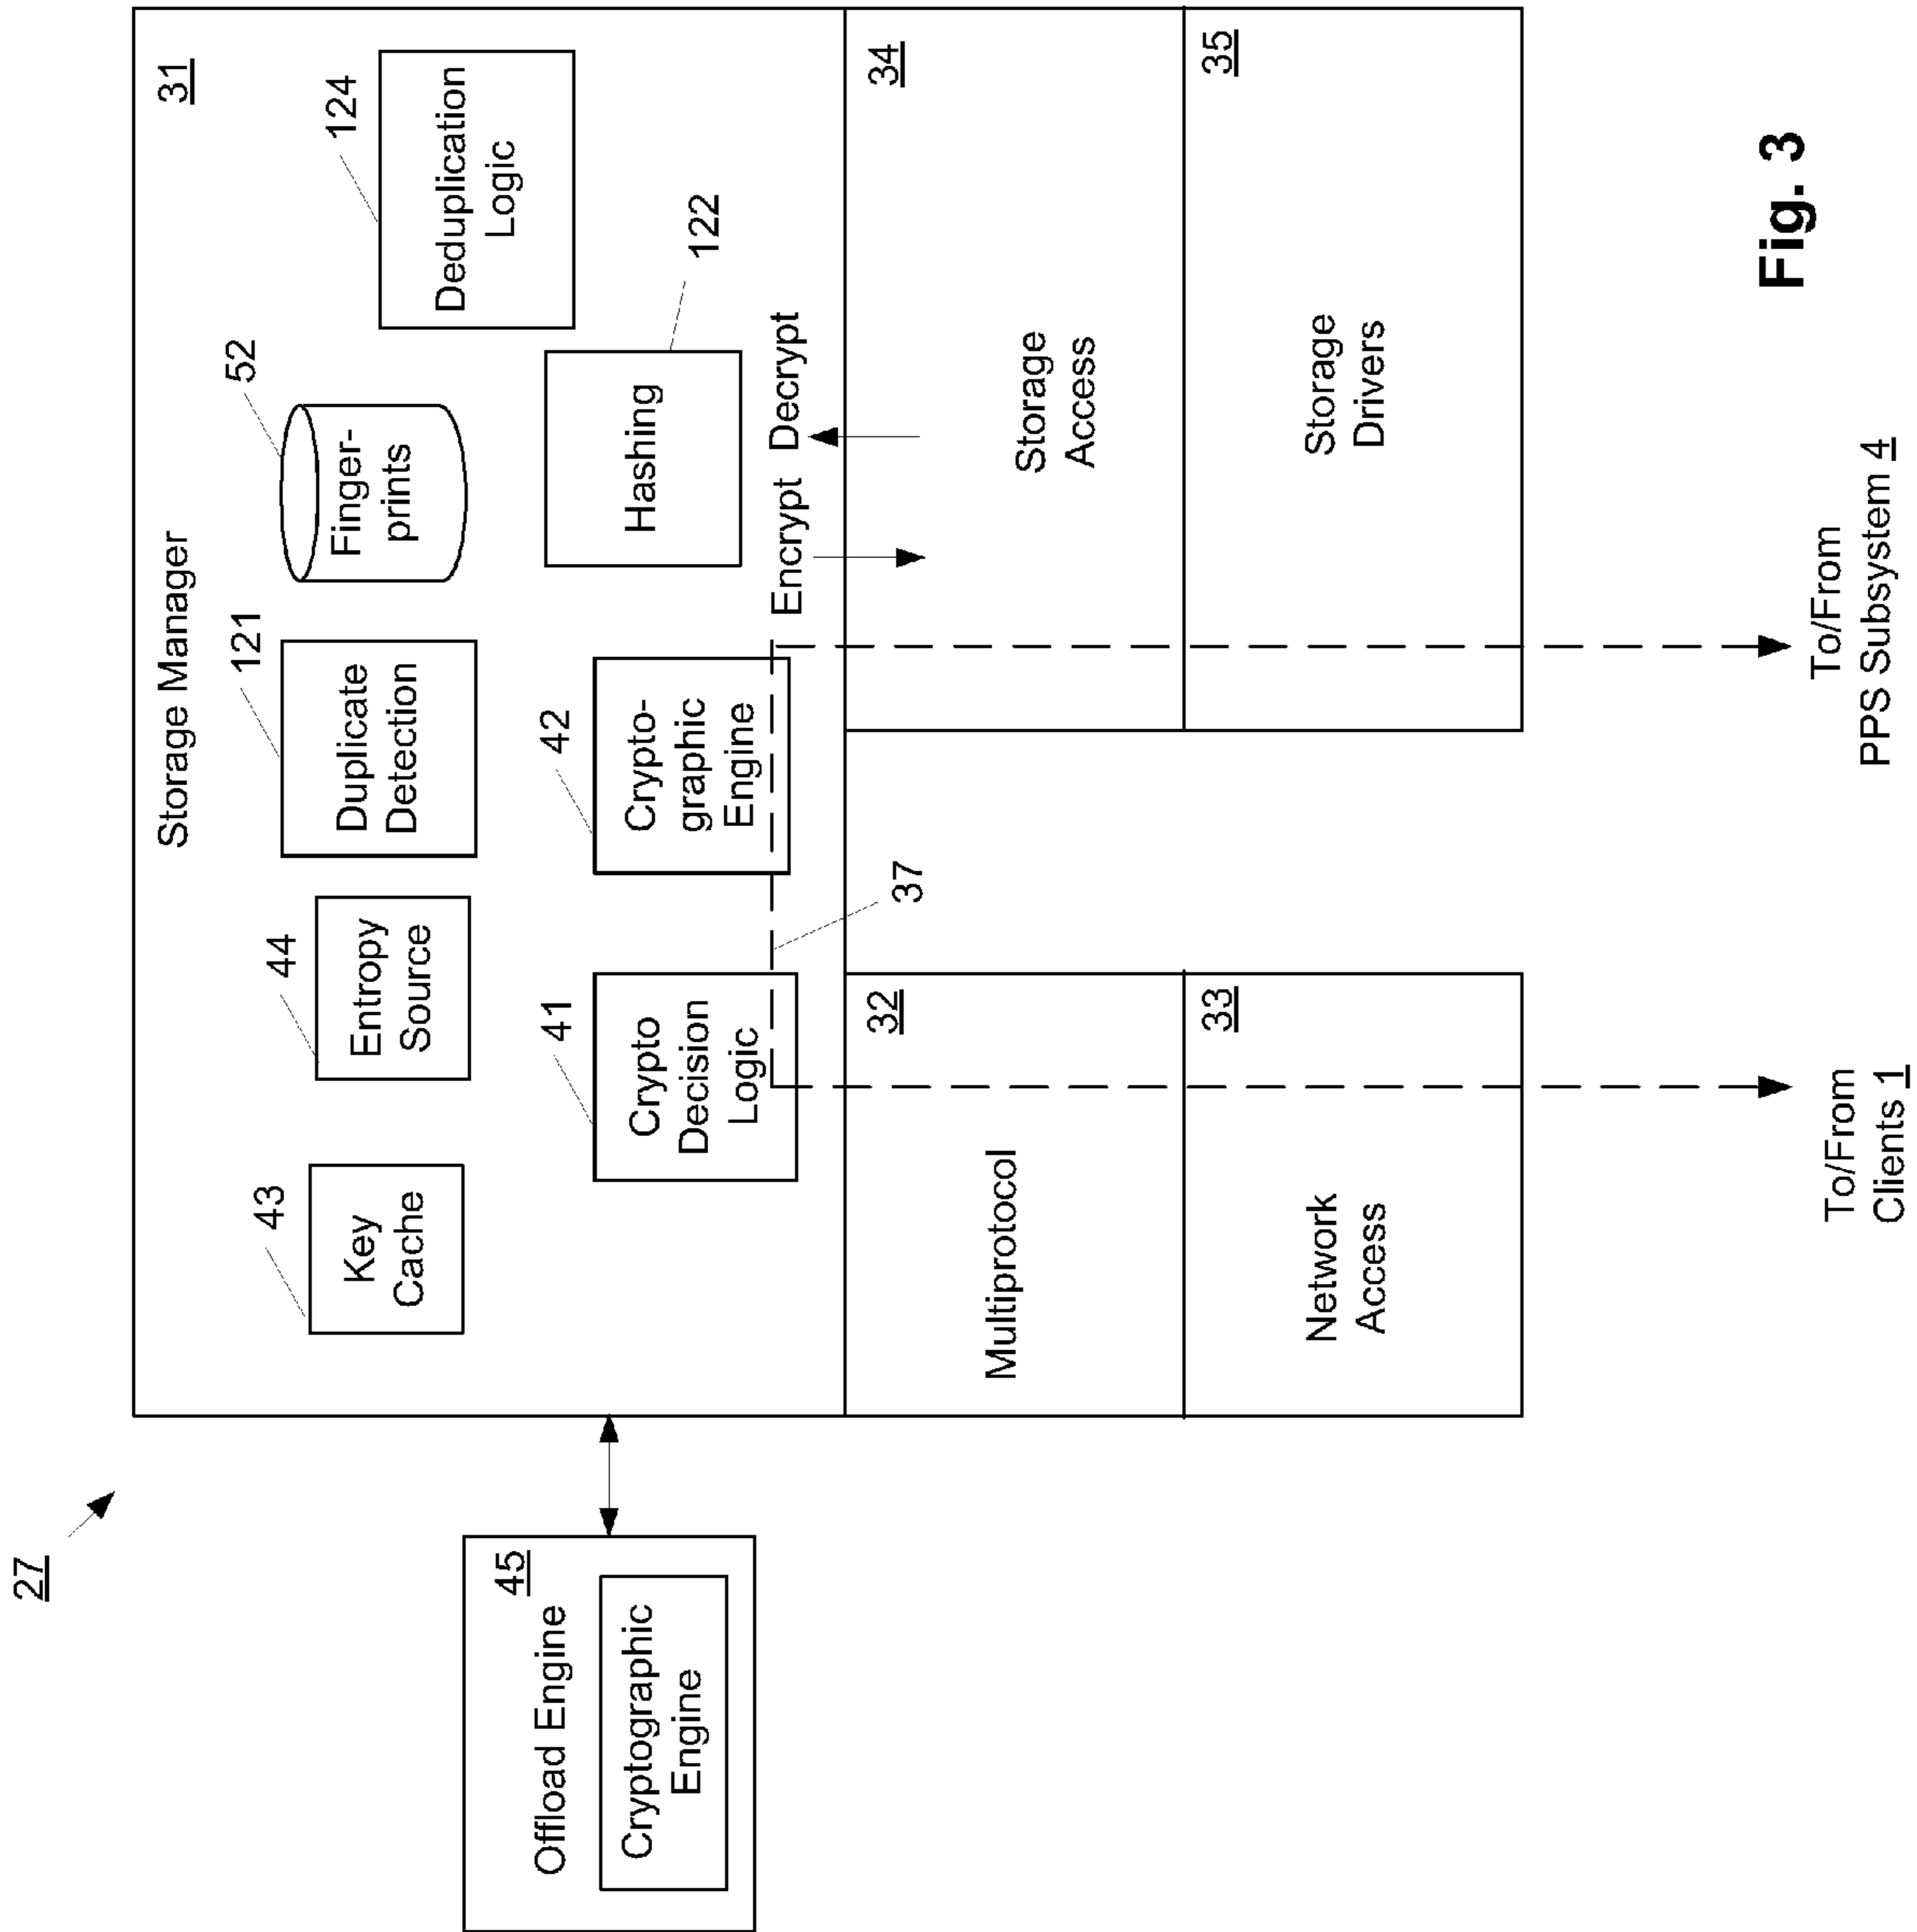 27
Storage Manager
31
43
Key
Cache
44
Entropy
Source
121
Duplicate
Detection
52
Finger-
prints
124
Deduplication
Logic
41
Crypto
Decision
Logic
42
Crypto-
graphic
Engine
Hashing
122
Encrypt
Decrypt
37
Offload Engine
45
Cryptographic
Engine
32
Multiprotocol
33
Network
Access
34
Storage
Access
35
Storage
Drivers
To/From
Clients 1
To/From
PPS Subsystem 4
Fig. 3